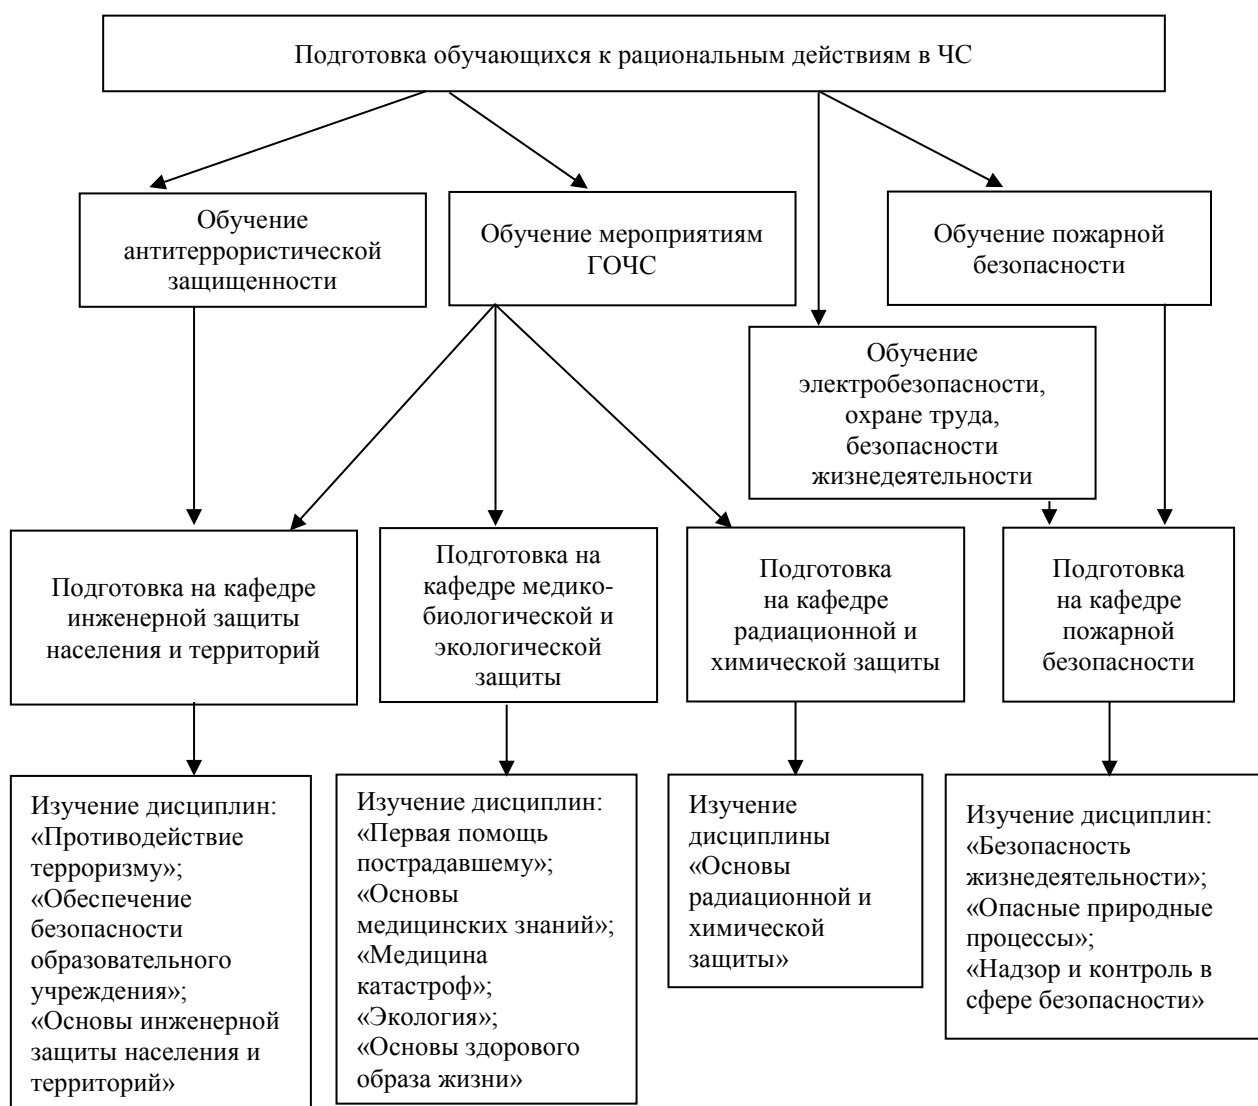 Подготовка обучающихся к рациональным действиям в ЧС
Обучение
антитеррористической
защищенности
Обучение мероприятиям
ГОЧС
Обучение пожарной
безопасности
Обучение
электробезопасности,
охране труда,
безопасности
жизнедеятельности
Подготовка на кафедре
инженерной защиты
населения и территорий
Подготовка на
кафедре медико-
биологической и
экологической
защиты
Подготовка
на кафедре
радиационной и
химической защиты
Подготовка
на кафедре
пожарной
безопасности
Изучение дисциплин:
«Противодействие
терроризму»;
«Обеспечение
безопасности
образовательного
учреждения»;
«Основы инженерной
защиты населения и
территорий»
Изучение дисциплин:
«Первая помощь
пострадавшему»;
«Основы
медицинских знаний»;
«Медицина
катастроф»;
«Экология»;
«Основы здорового
образа жизни»
Изучение
дисциплины
«Основы
радиационной и
химической
защиты»
Изучение дисциплин:
«Безопасность
жизнедеятельности»;
«Опасные природные
процессы»;
«Надзор и контроль в
сфере безопасности»